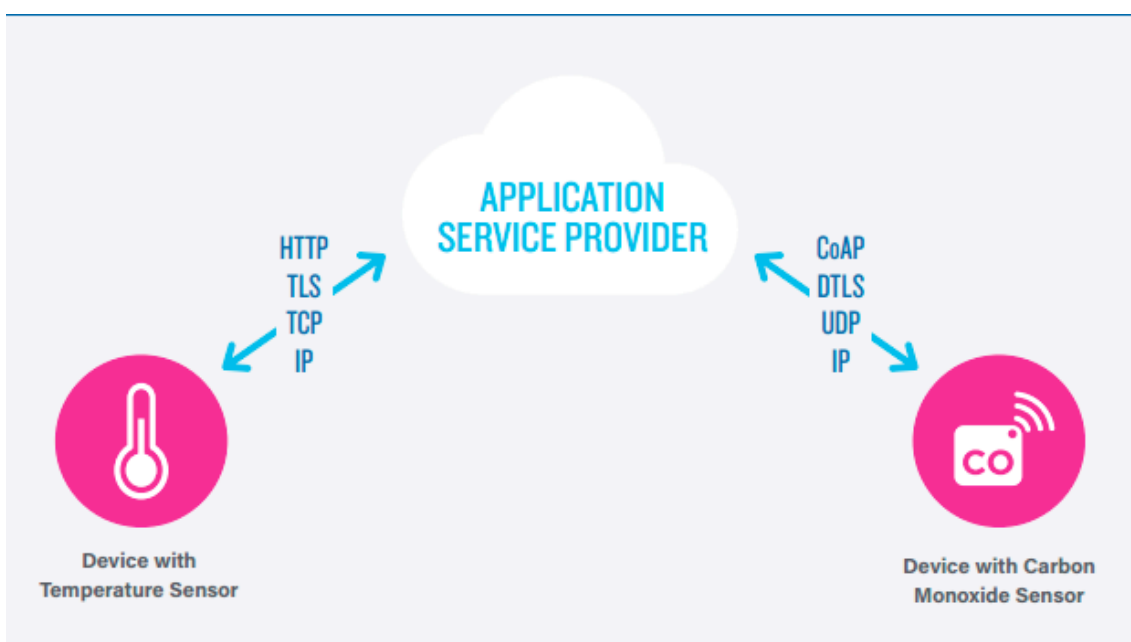 APPLICATION
SERVICE PROVIDER
HTTP
TLS
TCP
IP
CoAP
DTLS
UDP
IP
CO
Device with
Temperature Sensor
Device with Carbon
Monoxide Sensor